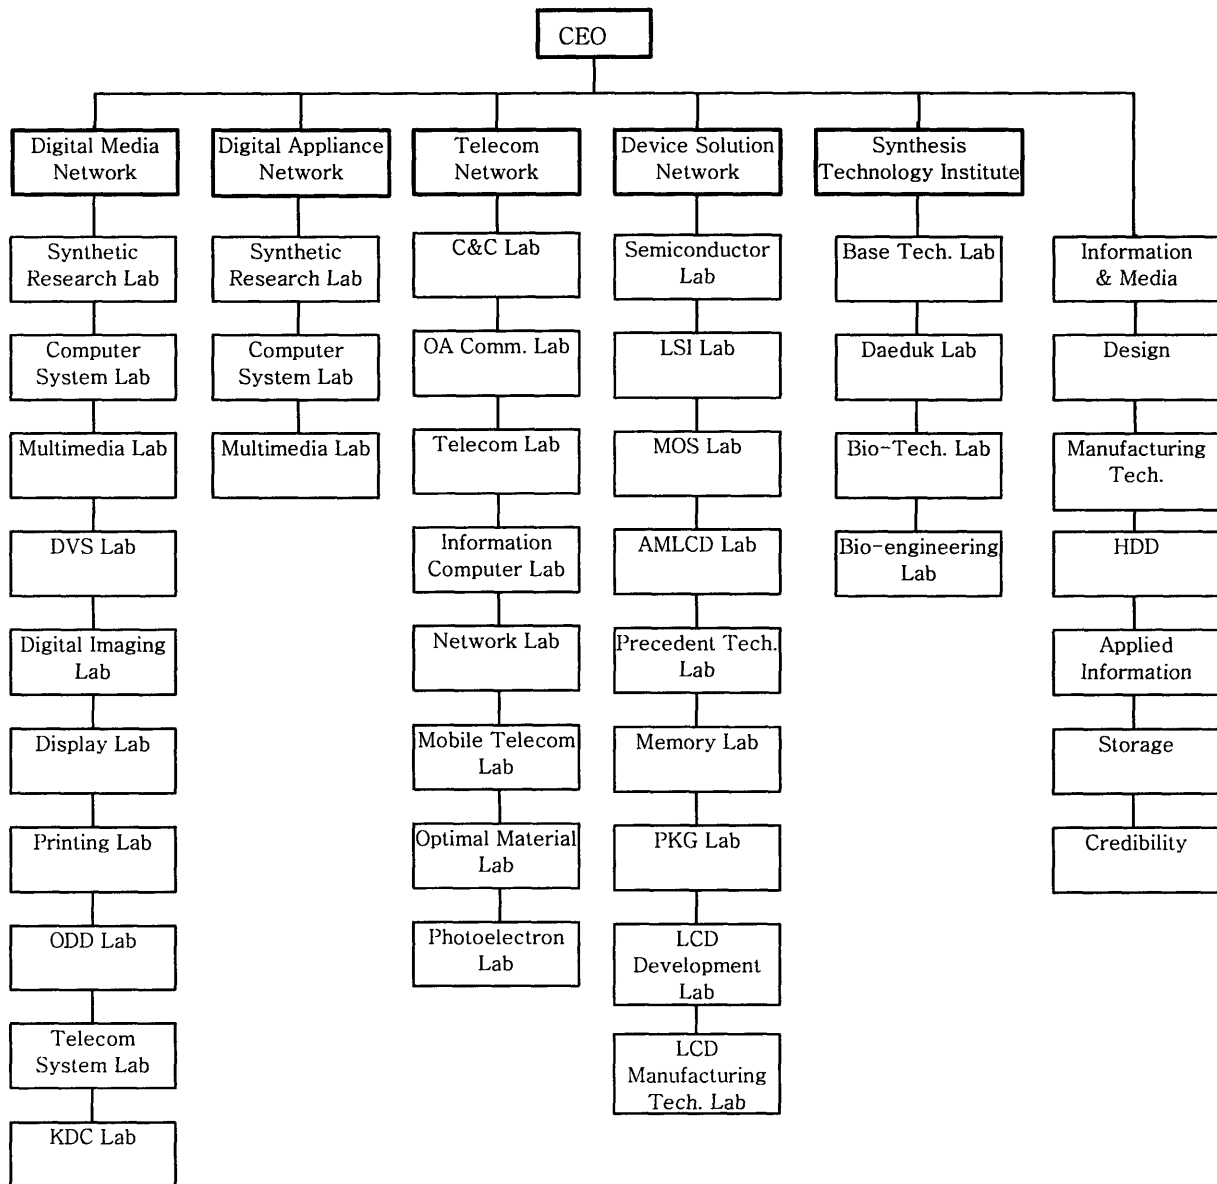 CEO
Digital Media
Network
Digital Appliance
Network
Telecom
Network
Device Solution
Network
Synthesis
Technology Institute
Synthetic
Research Lab
Computer
System Lab
Multimedia Lab
DVS Lab
Digital Imaging
Lab
Display Lab
Printing Lab
ODD Lab
Telecom
System Lab
KDC Lab
Synthetic
Research Lab
Computer
System Lab
Multimedia Lab
C&C Lab
OA Comm. Lab
Telecom Lab
Information
Computer Lab
Network Lab
Mobile Telecom
Lab
Optimal Material
Lab
Photoelectron
Lab
Semiconductor
Lab
LSI Lab
MOS Lab
AMLCD Lab
Precedent Tech.
Lab
Memory Lab
PKG Lab
LCD
Development
Lab
LCD
Manufacturing
Tech. Lab
Base Tech. Lab
Daeduk Lab
Bio-Tech. Lab
Bio-engineering
Lab
Information
& Media
Design
Manufacturing
Tech.
HDD
Applied
Information
Storage
Credibility